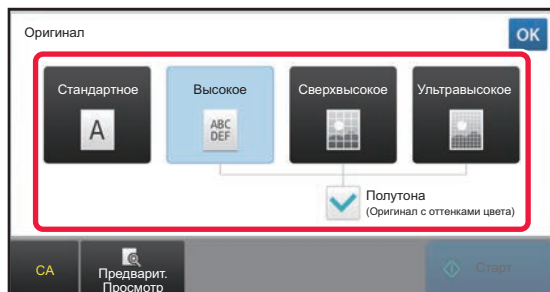 Оригинал
OK
Стандартное
Высокое
Сверхвысокое
Ультравысокое
A
ABC
DEF
Полутона
(Оригинал с оттенками цвета)
CA
Предварит.
Просмотр
Старт